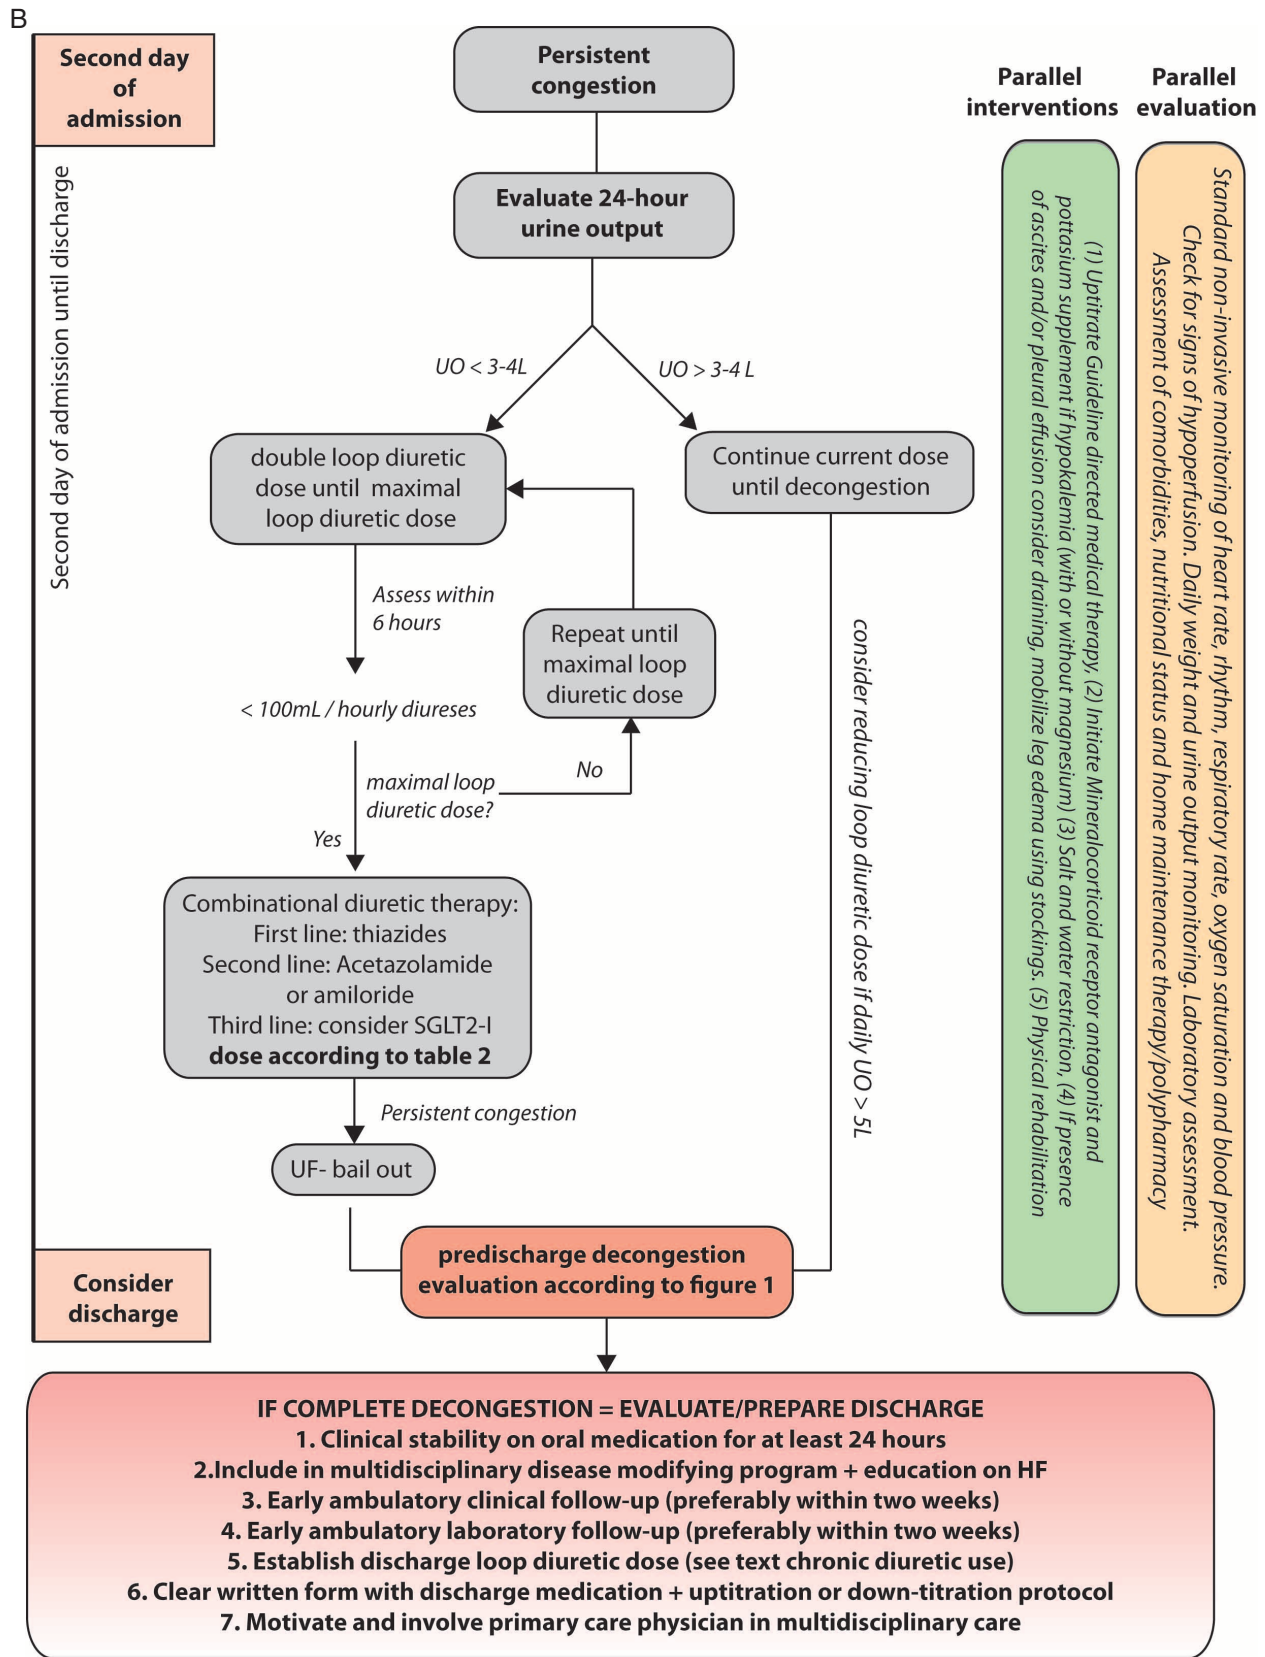 B
Second day
of
admission
Second day of admission until discharge
Persistent
congestion
Evaluate 24-hour
urine output
UO < 3-4L
UO > 3-4 L
double loop diuretic
dose until maximal
loop diuretic dose
Continue current dose
until decongestion
Assess within
6 hours
< 100mL / hourly diureses
Repeat until
maximal loop
diuretic dose
maximal loop
diuretic dose?
No
Yes
consider reducing loop diuretic dose if daily UO > 5L
Combinational diuretic therapy:
First line: thiazides
Second line: Acetazolamide
or amiloride
Third line: consider SGLT2-I
dose according to table 2
Persistent congestion
UF- bail out
Consider
discharge
predischarge decongestion
evaluation according to figure 1
Parallel
interventions
(1) Uptitrate Guideline directed medical therapy, (2) Initiate Mineralocorticoid receptor antagonist and
pottasium supplement if hypokalemia (with or without magnesium) (3) Salt and water restriction, (4) If presence
of ascites and/or pleural effusion consider draining, mobilize leg edema using stockings. (5) Physical rehabilitation
Parallel
evaluation
Standard non-invasive monitoring of heart rate, rhythm, respiratory rate, oxygen saturation and blood pressure.
Check for signs of hypoperfusion. Daily weight and urine output monitoring. Laboratory assessment.
Assessment of comorbidities, nutritional status and home maintenance therapy/polypharmacy
IF COMPLETE DECONGESTION = EVALUATE/PREPARE DISCHARGE
1. Clinical stability on oral medication for at least 24 hours
2.Include in multidisciplinary disease modifying program + education on HF
3. Early ambulatory clinical follow-up (preferably within two weeks)
4. Early ambulatory laboratory follow-up (preferably within two weeks)
5. Establish discharge loop diuretic dose (see text chronic diuretic use)
6. Clear written form with discharge medication + uptitration or down-titration protocol
7. Motivate and involve primary care physician in multidisciplinary care